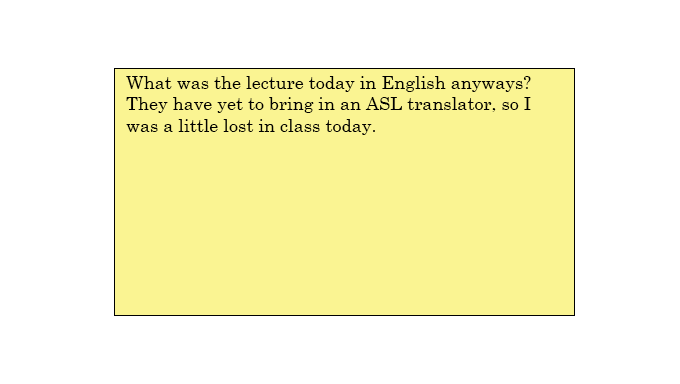 What was the lecture today in English anyways?
They have yet to bring in an ASL translator, so I
was a little lost in class today.